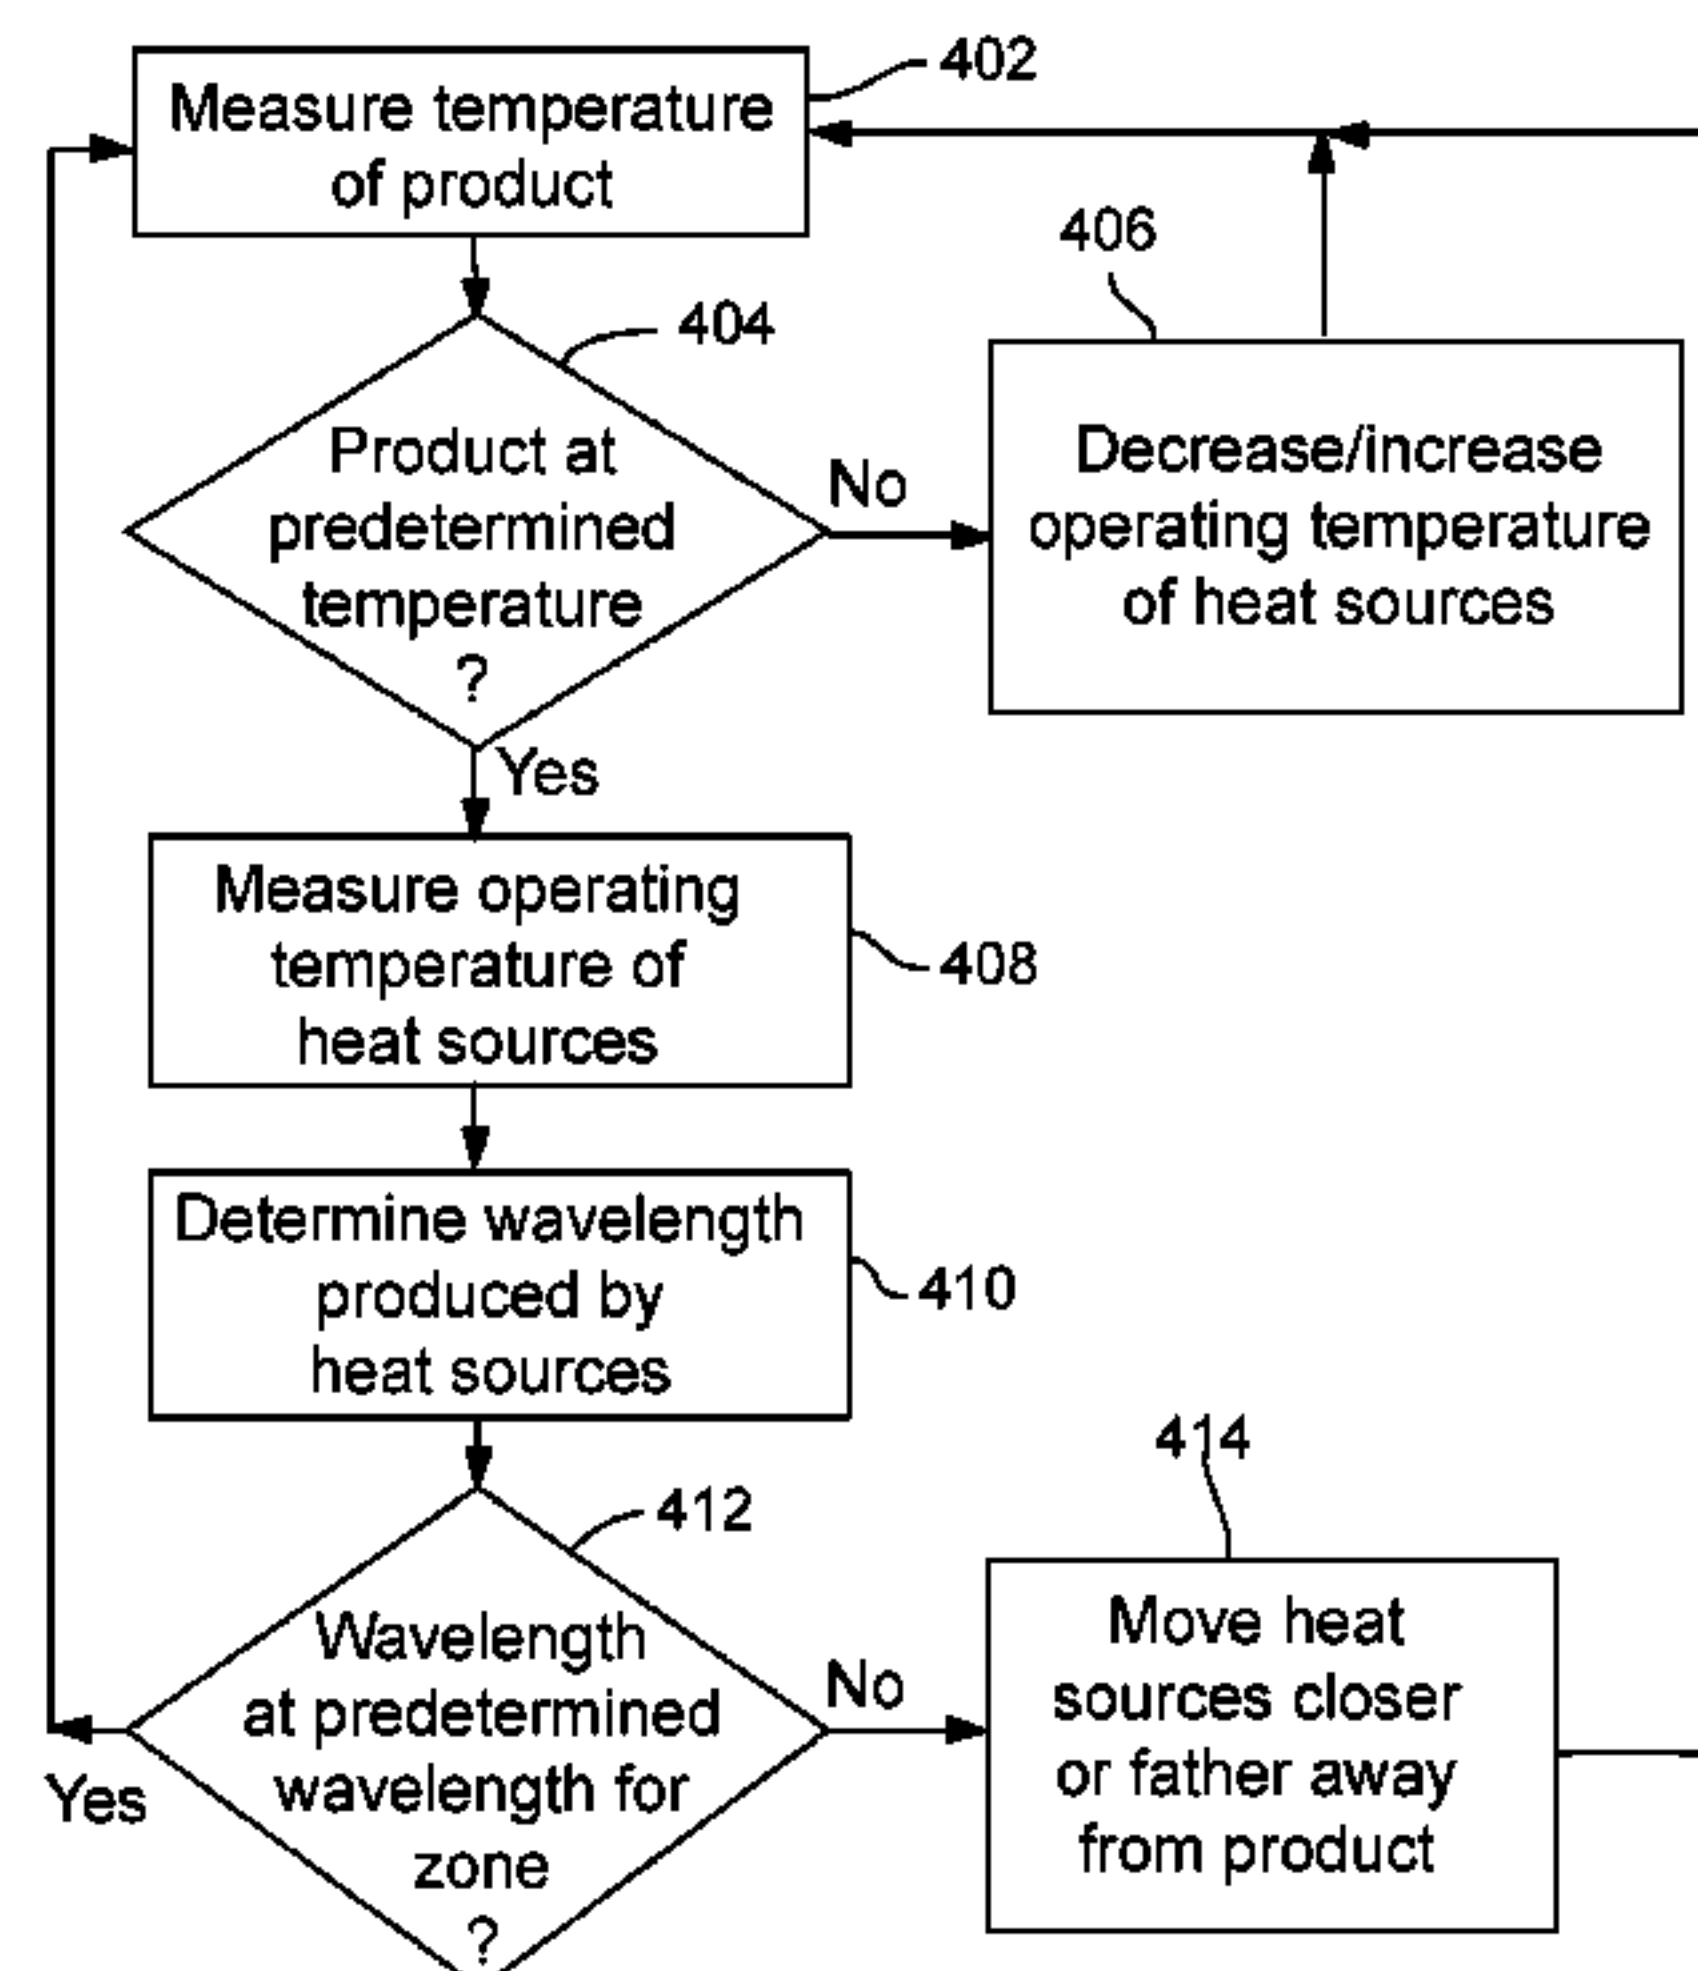 402
Measure temperature
of product
406
404
Product at
predetermined
temperature
?
No
Decrease/increase
operating temperature
of heat sources
Yes
Measure operating
temperature of
heat sources
408
Determine wavelength
produced by
heat sources
410
414
412
Wavelength
at predetermined
wavelength for
zone
?
No
Yes
Move heat
sources closer
or father away
from product